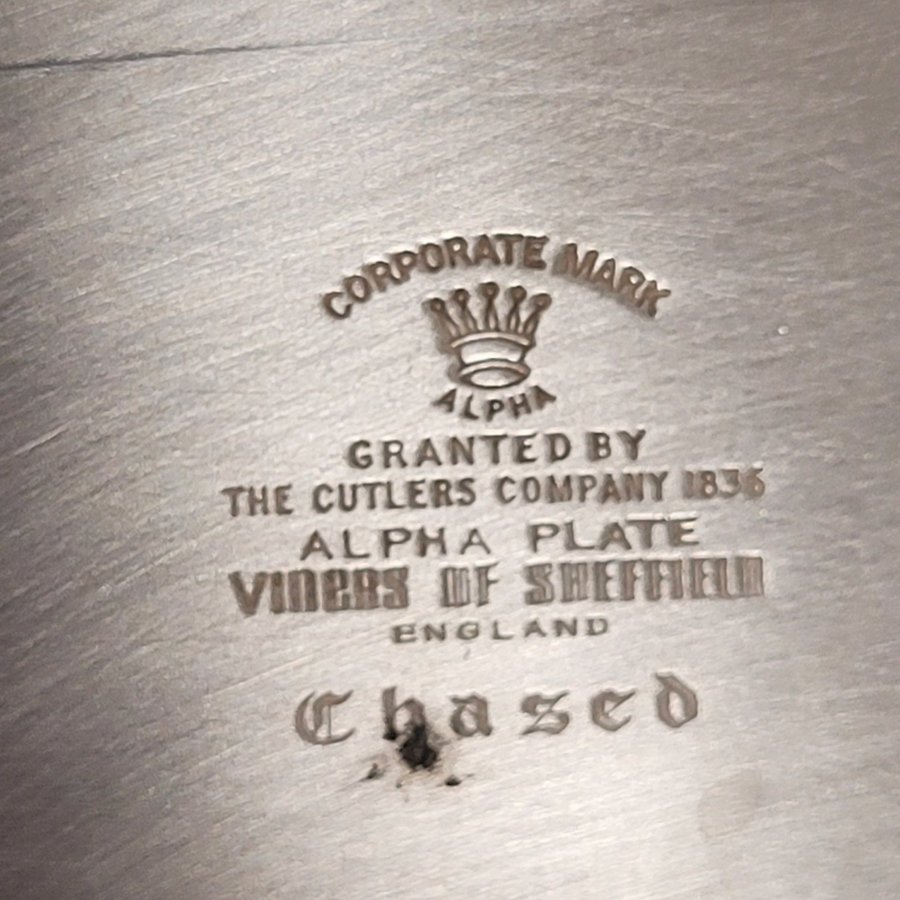 CORPORATE MARK
ALPHA
GRANTED BY
THE CUTLERS COMPANY 1836
ALPHA PLATE
VINERS OF SHEFFIELD
ENGLAND
Chased